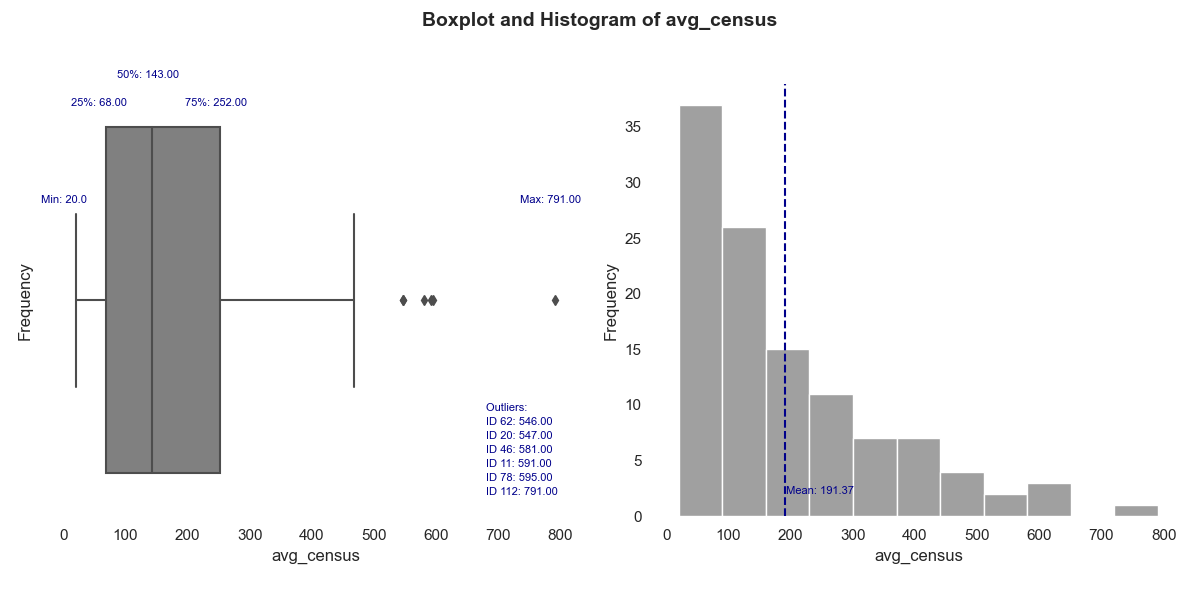 Boxplot and Histogram of avg_census
50%: 143.00
25%: 68.00
75%: 252.00
Min: 20.0
Max: 791.00
Frequency
Outliers:
ID 62: 546.00
ID 20: 547.00
ID 46: 581.00
ID 11: 591.00
ID 78: 595.00
ID 112: 791.00
0 100 200 300 400 500 600 700 800
avg_census
35
30
25
20
15
10
5
0
Frequency
Mean: 191.37
0 100 200 300 400 500 600 700 800
avg_census